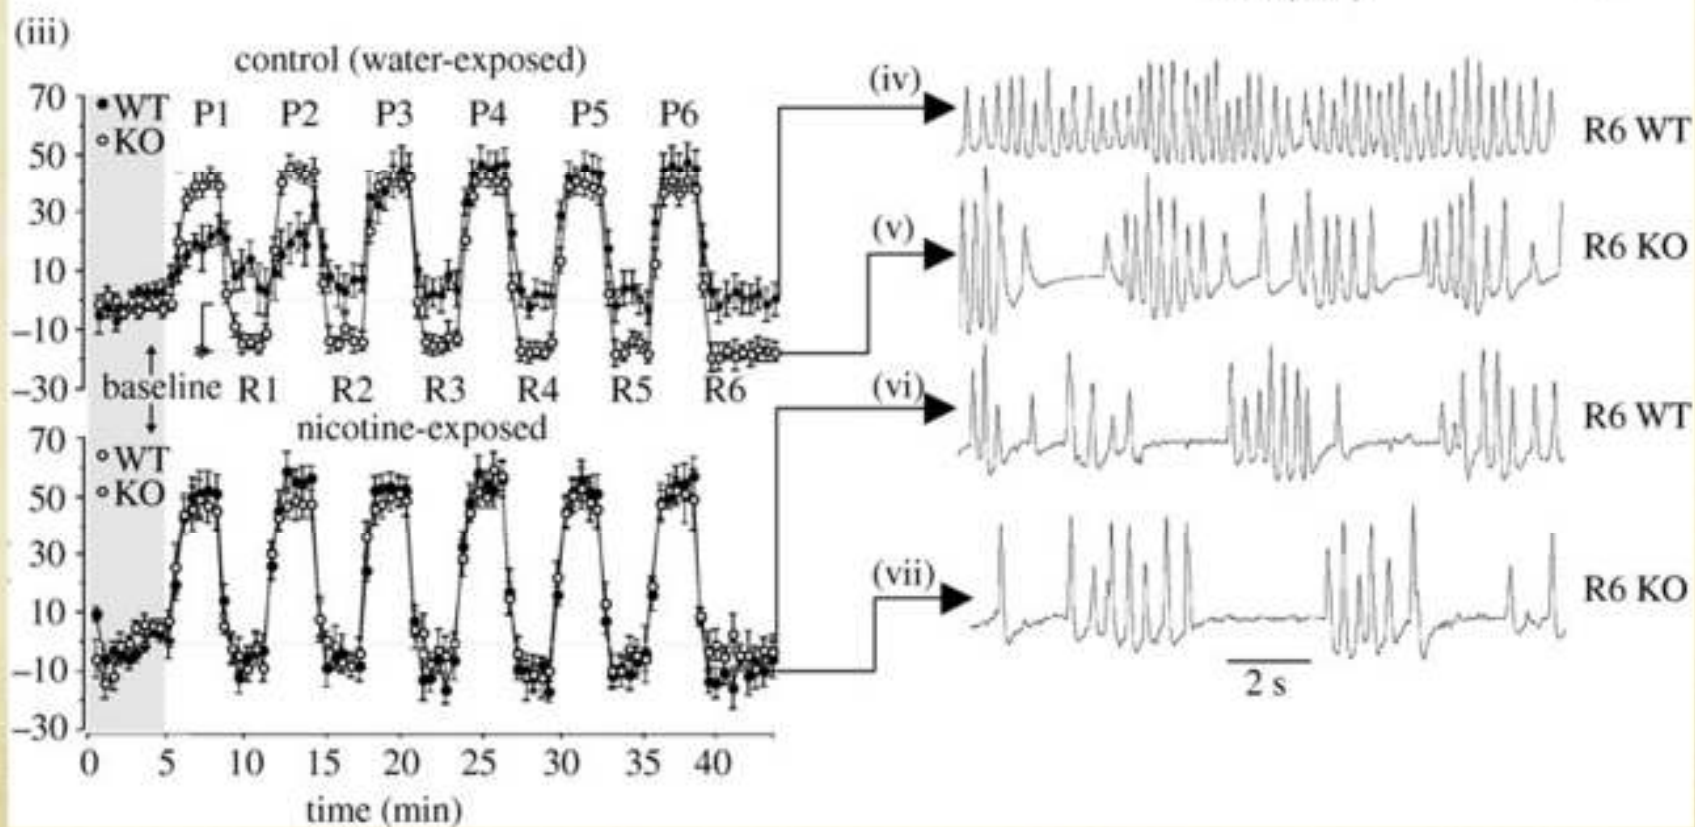 (iii)
control (water-exposed)
70
50
30
10
–10
–30
•WT
◦KO
P1 P2 P3 P4 P5 P6
baseline R1 R2 R3 R4 R5 R6
nicotine-exposed
70
50
30
10
–10
–30
◦WT
◦KO
0 5 10 15 20 25 30 35 40
time (min)
(iv)
R6 WT
(v)
R6 KO
(vi)
R6 WT
(vii)
R6 KO
2 s